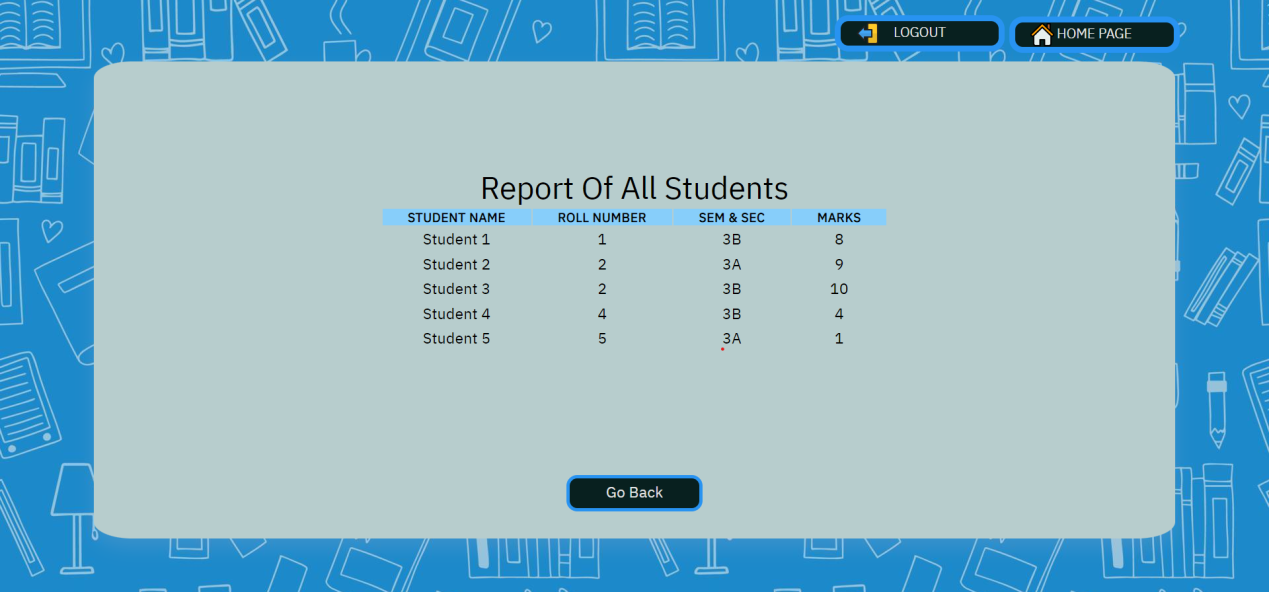 LOGOUT HOME PAGE
Report Of All Students
STUDENT NAME ROLL NUMBER SEM & SEC MARKS
Student 1 1 3B 8
Student 2 2 3A 9
Student 3 2 3B 10
Student 4 4 3B 4
Student 5 5 3A 1
Go Back